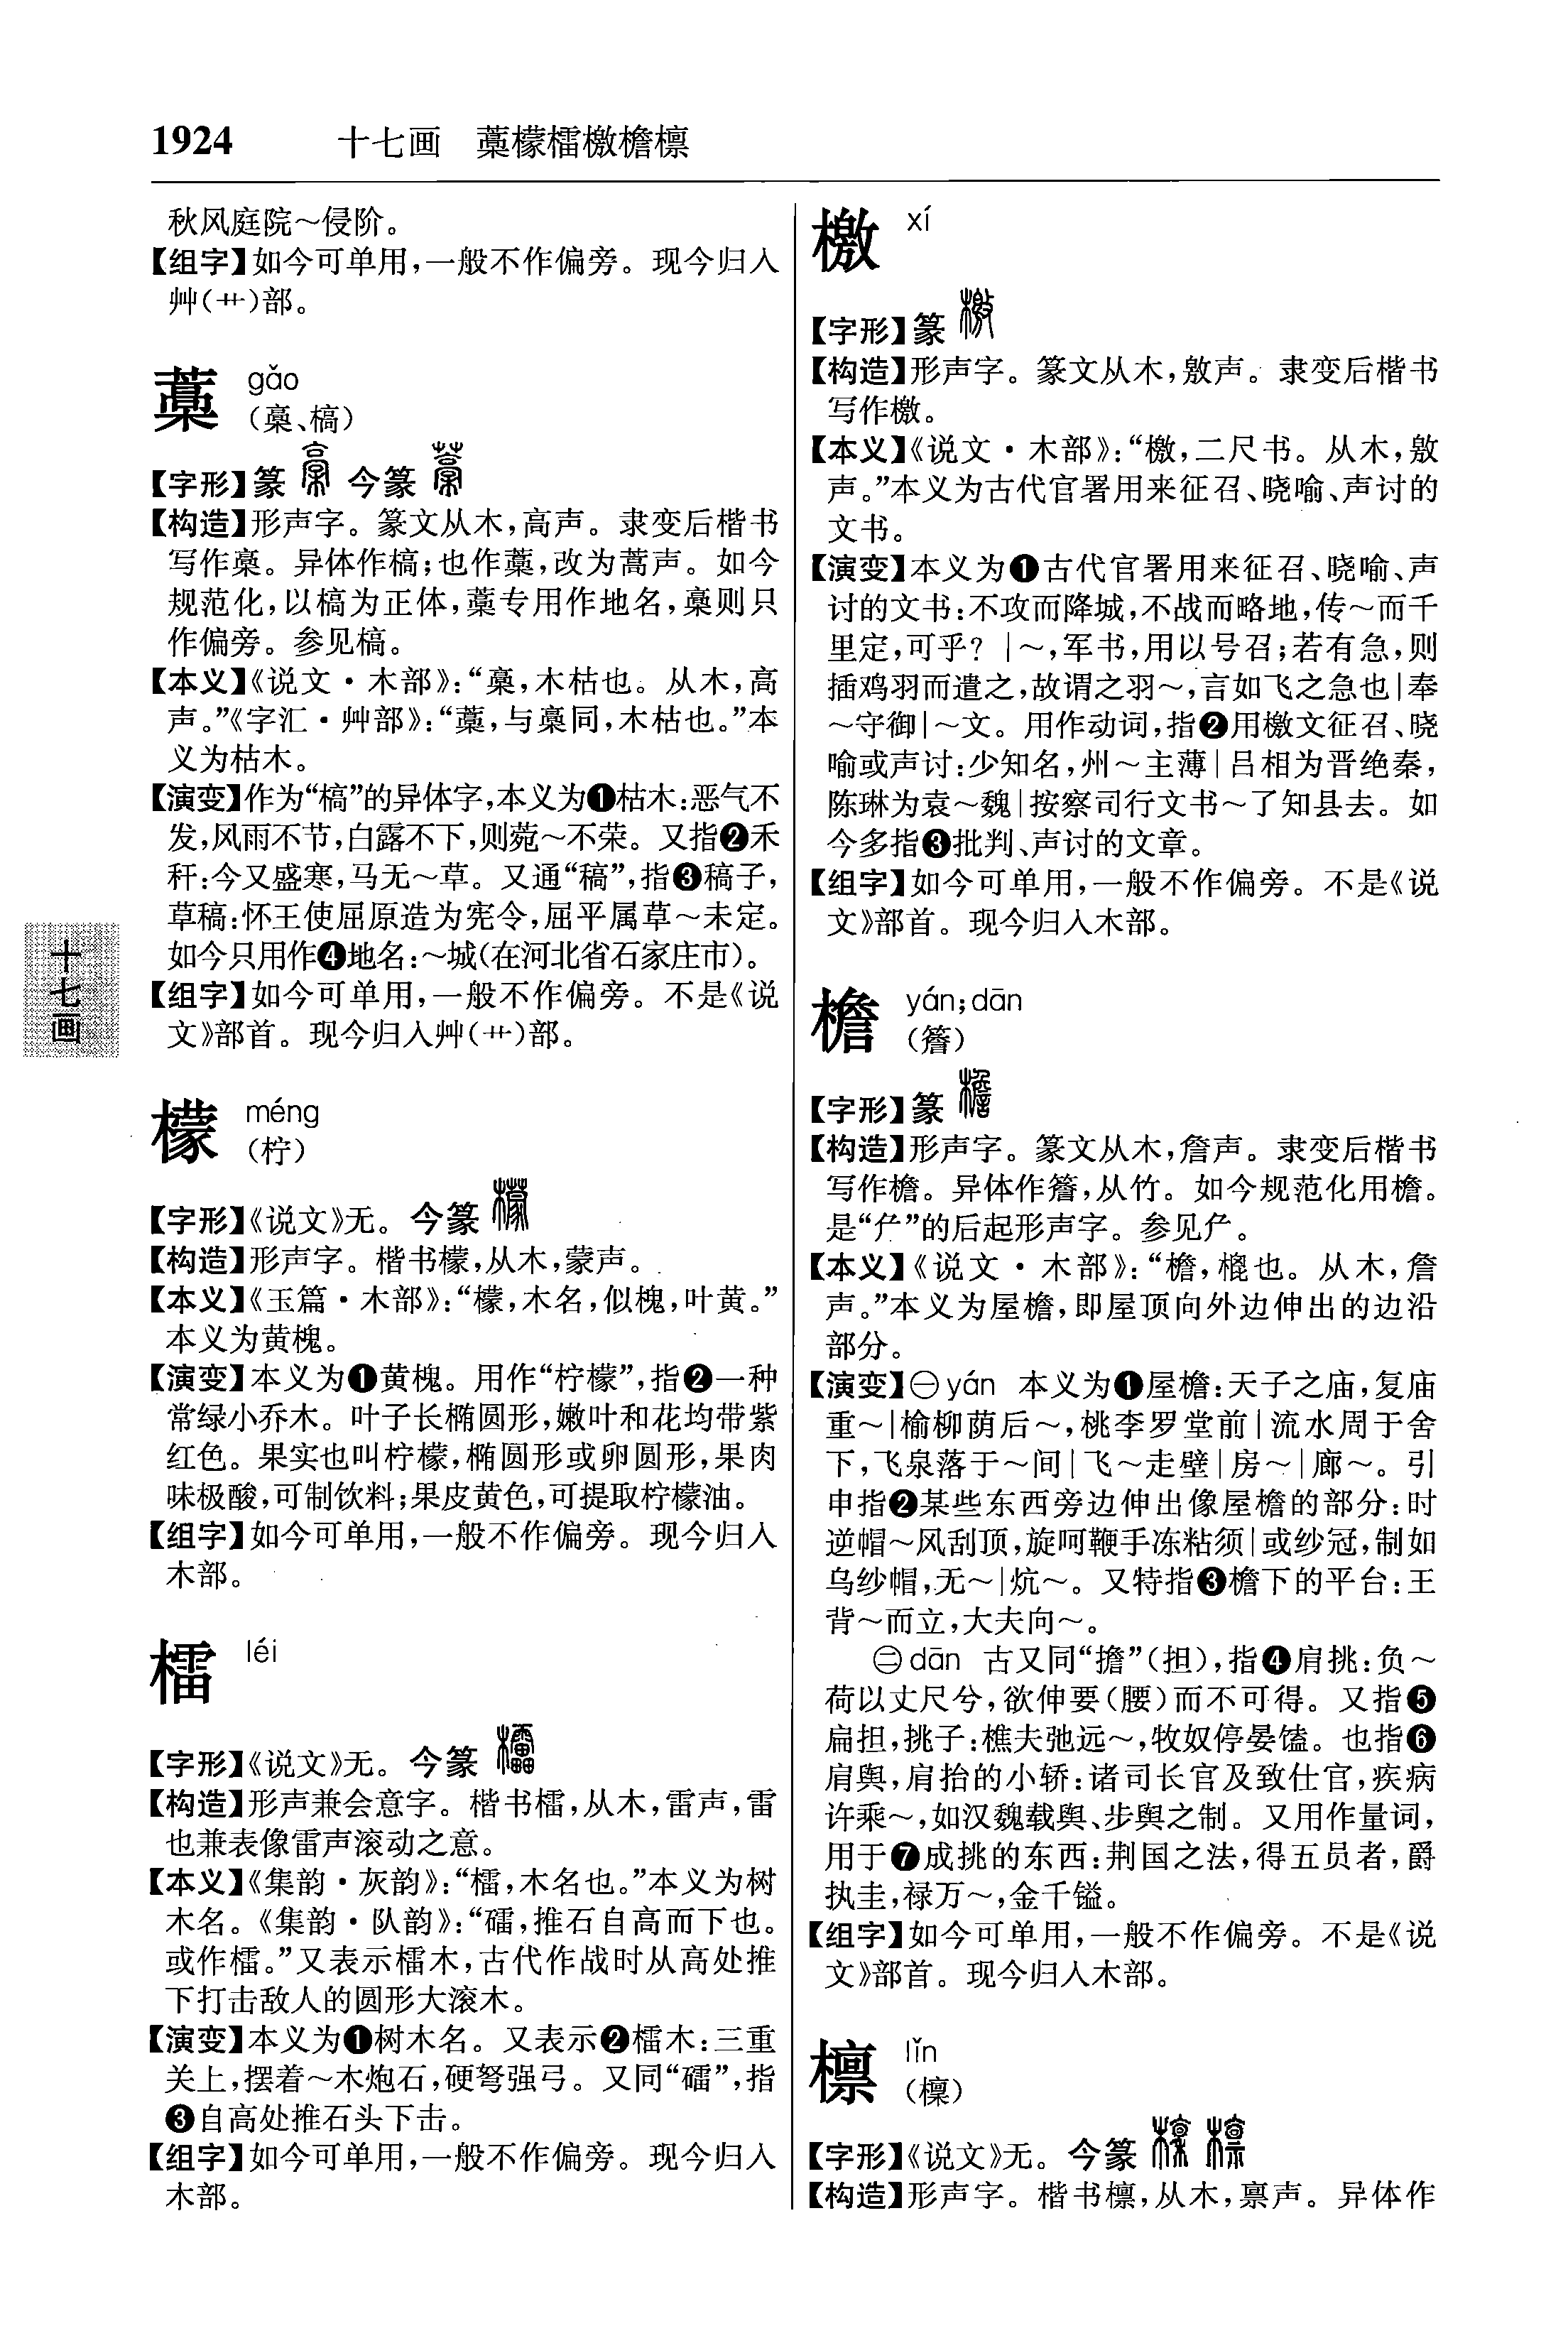 1924 十七画 藁檬檑檄檐檩
秋风庭院～侵阶。
【组字】如今可单用，一般不作偏旁。现今归入
艸(艹)部。
藁 gǎo
（槀、槁）
【字形】篆 今篆
【构造】形声字。篆文从木，高声。隶变后楷书
写作槀。异体作槁；也作藁，改为蒿声。如今
规范化，以槁为正体，藁专用作地名，槀则只
作偏旁。参见槁。
【本义】《说文·木部》：“槀，木枯也。从木，高
声。”《字汇·艸部》：“藁，与槀同，木枯也。”本
义为枯木。
【演变】作为“槁”的异体字，本义为❶枯木：恶气不
发，风雨不节，白露不下，则菀～不荣。又指❷禾
秆：今又盛寒，马无～草。又通“稿”，指❸稿子，
草稿：怀王使屈原造为宪令，屈平属草～未定。
如今只用作❹地名：～城（在河北省石家庄市）。
【组字】如今可单用，一般不作偏旁。不是《说
文》部首。现今归入艸(艹)部。
檬 méng
（柠）
【字形】《说文》无。今篆
【构造】形声字。楷书檬，从木，蒙声。
【本义】《玉篇·木部》：“檬，木名，似槐，叶黄。”
本义为黄槐。
【演变】本义为❶黄槐。用作“柠檬”，指❷一种
常绿小乔木。叶子长椭圆形，嫩叶和花均带紫
红色。果实也叫柠檬，椭圆形或卵圆形，果肉
味极酸，可制饮料；果皮黄色，可提取柠檬油。
【组字】如今可单用，一般不作偏旁。现今归入
木部。
檑 léi
【字形】《说文》无。今篆
【构造】形声兼会意字。楷书檑，从木，雷声，雷
也兼表像雷声滚动之意。
【本义】《集韵·灰韵》：“檑，木名也。”本义为树
木名。《集韵·队韵》：“礌，推石自高而下也。
或作檑。”又表示檑木，古代作战时从高处推
下打击敌人的圆形大滚木。
【演变】本义为❶树木名。又表示❷檑木：三重
关上，摆着～木炮石，硬弩强弓。又同“礌”，指
❸自高处推石头下击。
【组字】如今可单用，一般不作偏旁。现今归入
木部。
十七画
檄 xí
【字形】篆
【构造】形声字。篆文从木，敫声。隶变后楷书
写作檄。
【本义】《说文·木部》：“檄，二尺书。从木，敫
声。”本义为古代官署用来征召、晓喻、声讨的
文书。
【演变】本义为❶古代官署用来征召、晓喻、声
讨的文书：不攻而降城，不战而略地，传～而千
里定，可乎？｜～，军书，用以号召；若有急，则
插鸡羽而遣之，故谓之羽～，言如飞之急也｜奉
～守御｜～文。用作动词，指❷用檄文征召、晓
喻或声讨：少知名，州～主薄｜吕相为晋绝秦，
陈琳为袁～魏｜按察司行文书～了知县去。如
今多指❸批判、声讨的文章。
【组字】如今可单用，一般不作偏旁。不是《说
文》部首。现今归入木部。
檐 yán；dān
（簷）
【字形】篆
【构造】形声字。篆文从木，詹声。隶变后楷书
写作檐。异体作簷，从竹。如今规范化用檐。
是“厃”的后起形声字。参见厃。
【本义】《说文·木部》：“檐，㮰也。从木，詹
声。”本义为屋檐，即屋顶向外边伸出的边沿
部分。
【演变】㊀yán 本义为❶屋檐：天子之庙，复庙
重～｜榆柳荫后～，桃李罗堂前｜流水周于舍
下，飞泉落于～间｜飞～走壁｜房～｜廊～。引
申指❷某些东西旁边伸出像屋檐的部分：时
逆帽～风刮顶，旋呵鞭手冻粘须｜或纱冠，制如
乌纱帽，无～｜炕～。又特指❸檐下的平台：王
背～而立，大夫向～。
㊁dān 古又同“擔”（担），指❹肩挑：负～
荷以丈尺兮，欲伸要（腰）而不可得。又指❺
扁担，挑子：樵夫弛远～，牧奴停晏馌。也指❻
肩舆，肩抬的小轿：诸司长官及致仕官，疾病
许乘～，如汉魏载舆、步舆之制。又用作量词，
用于❼成挑的东西：荆国之法，得五员者，爵
执圭，禄万～，金千镒。
【组字】如今可单用，一般不作偏旁。不是《说
文》部首。现今归入木部。
檩 lǐn
（檁）
【字形】《说文》无。今篆
【构造】形声字。楷书檩，从木，禀声。异体作